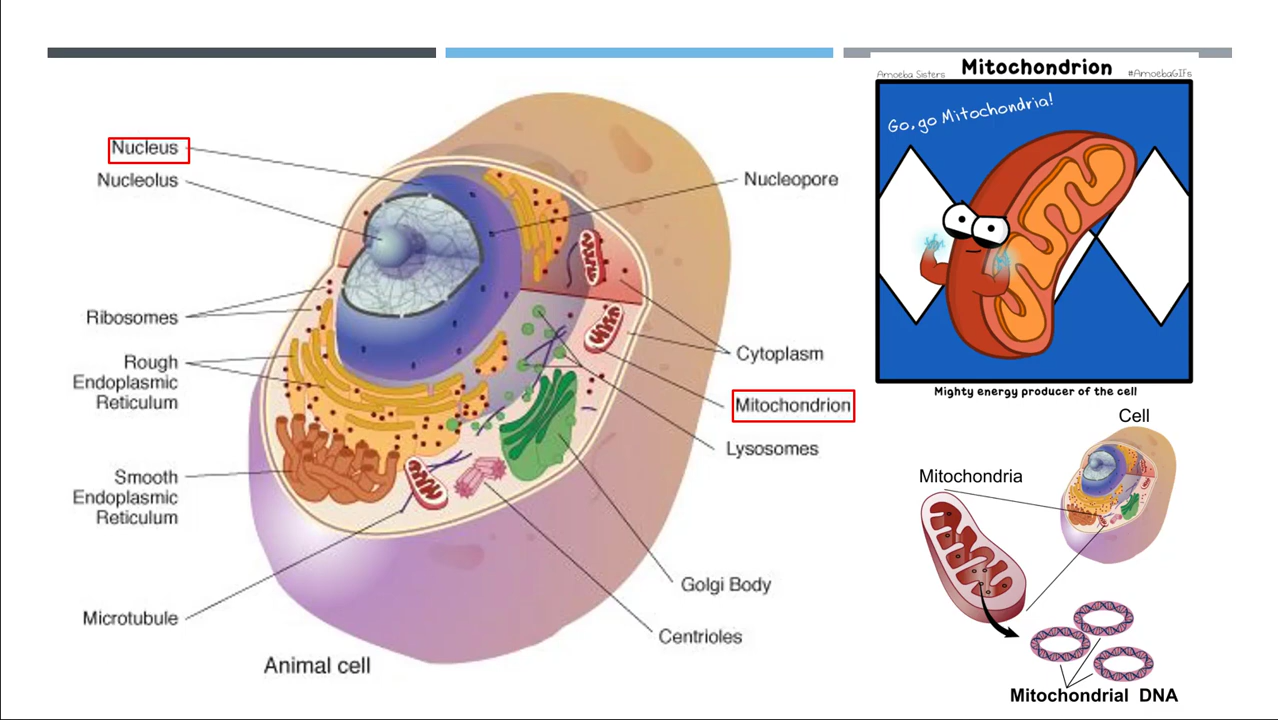 Nucleus
Nucleolus
Ribosomes
Rough
Endoplasmic
Reticulum
Smooth
Endoplasmic
Reticulum
Microtubule
Animal cell
Nucleopore
Cytoplasm
Mitochondrion
Lysosomes
Golgi Body
Centrioles
Amoeba Sisters Mitochondrion #AmoebaGIFs
Go, go Mitochondria!
Mighty energy producer of the cell
Cell
Mitochondria
Mitochondrial DNA